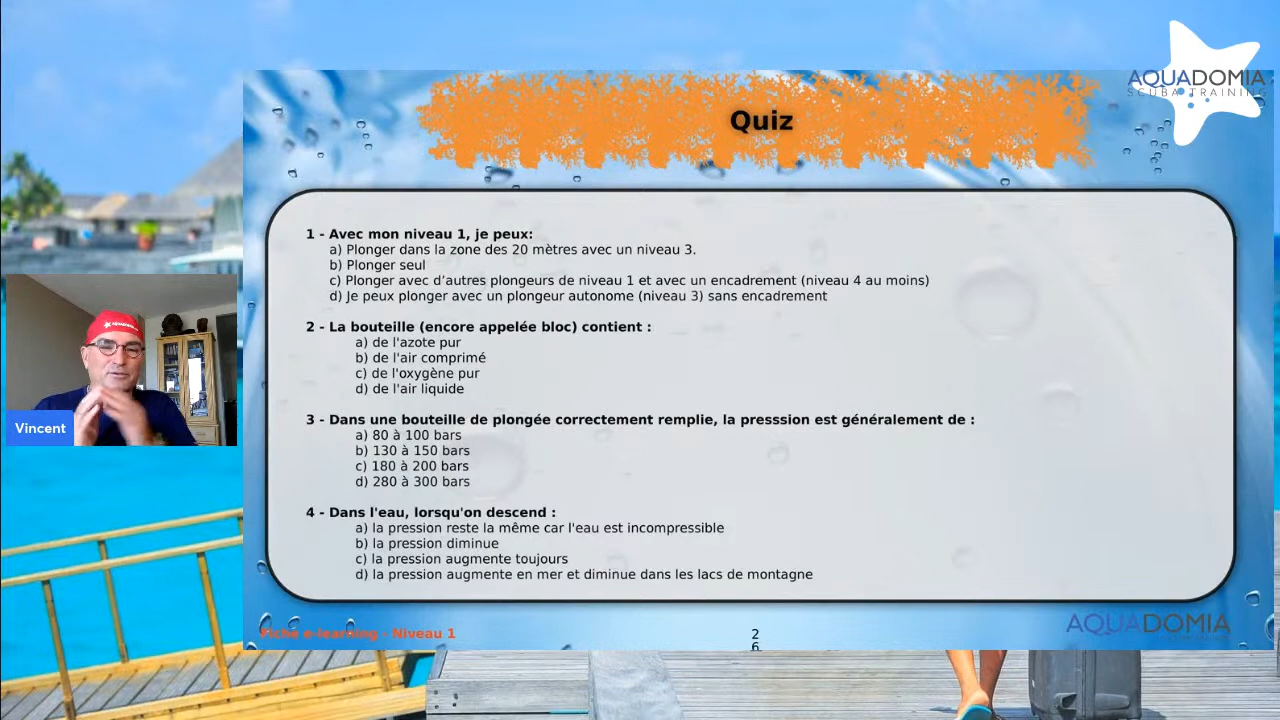 AQUADOMIA
SCUBA TRAINING
Quiz
1 - Avec mon niveau 1, je peux:
a) Plonger dans la zone des 20 mètres avec un niveau 3.
b) Plonger seul
c) Plonger avec d’autres plongeurs de niveau 1 et avec un encadrement (niveau 4 au moins)
d) Je peux plonger avec un plongeur autonome (niveau 3) sans encadrement
2 - La bouteille (encore appelée bloc) contient :
a) de l'azote pur
b) de l'air comprimé
c) de l'oxygène pur
d) de l'air liquide
3 - Dans une bouteille de plongée correctement remplie, la presssion est généralement de :
a) 80 à 100 bars
b) 130 à 150 bars
c) 180 à 200 bars
d) 280 à 300 bars
4 - Dans l'eau, lorsqu'on descend :
a) la pression reste la même car l'eau est incompressible
b) la pression diminue
c) la pression augmente toujours
d) la pression augmente en mer et diminue dans les lacs de montagne
Vincent
Fiche e-learning - Niveau 1
2
6
AQUADOMIA